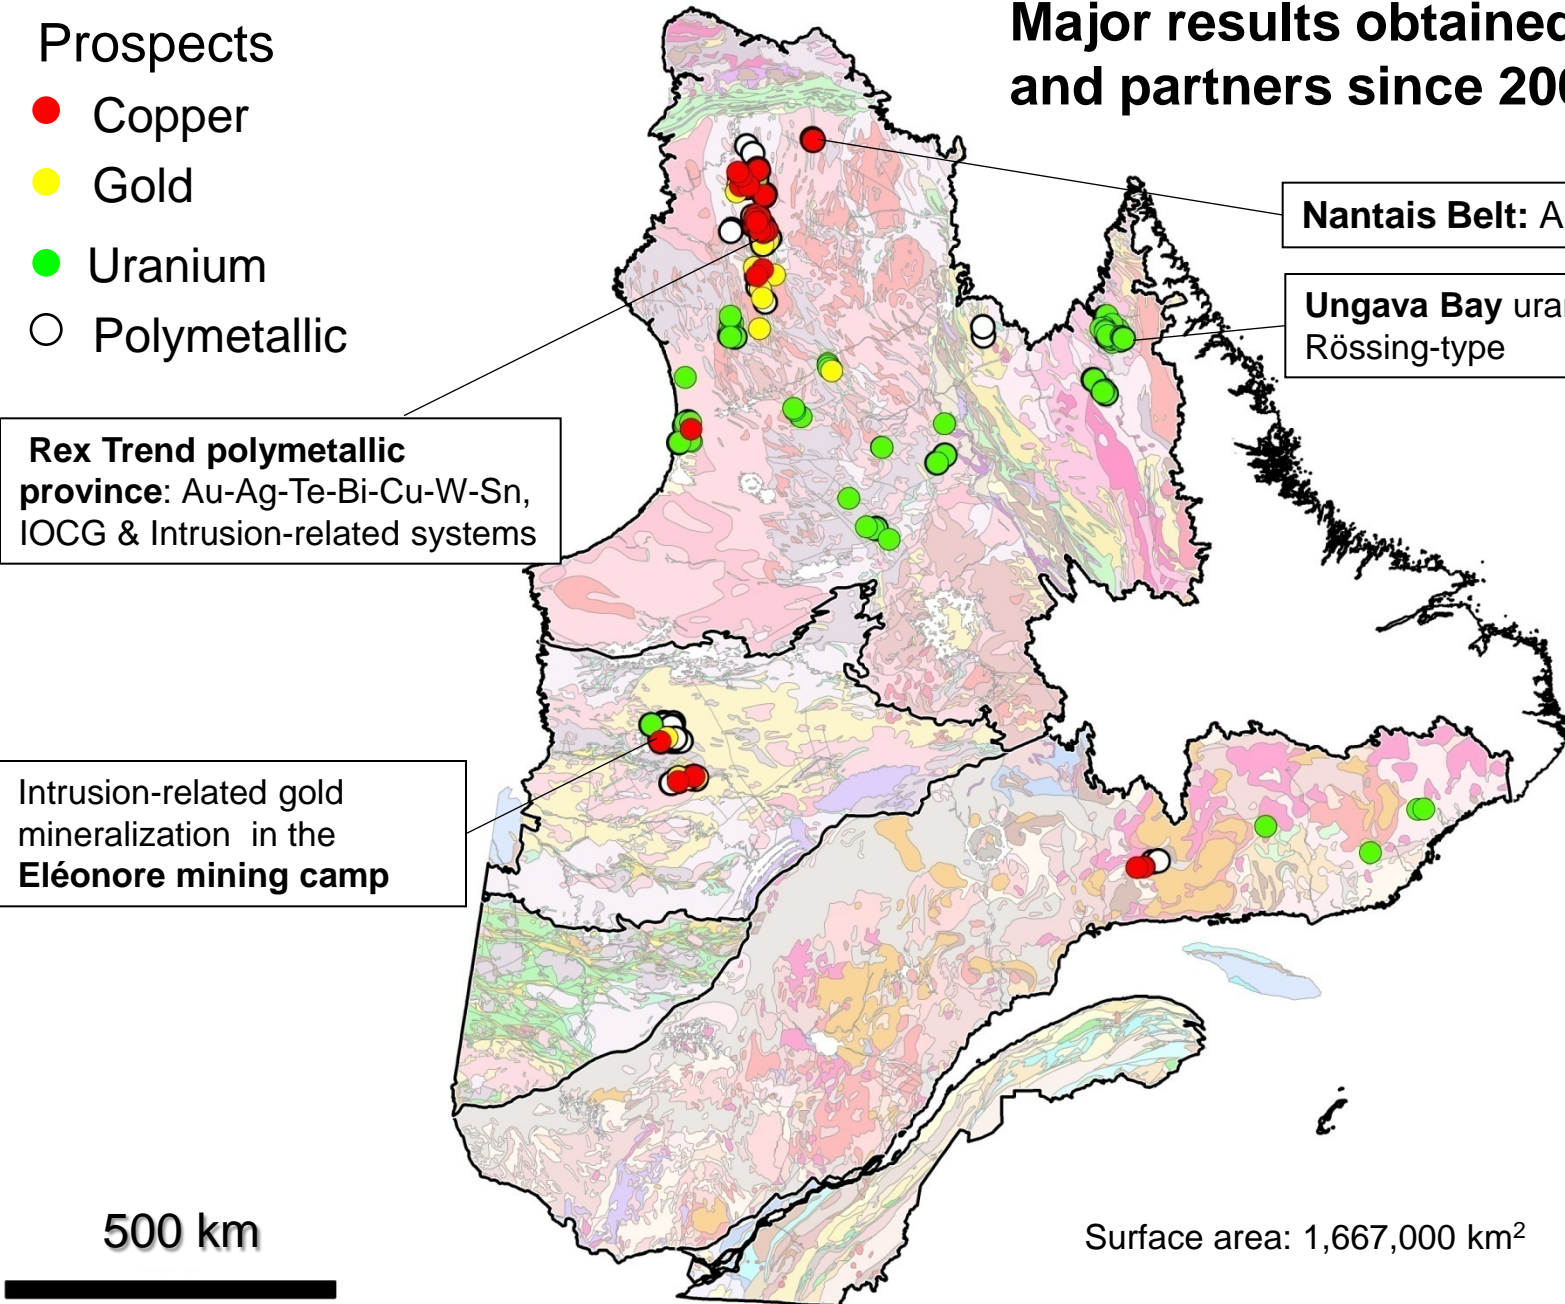 Major results obtained
and partners since 200
Prospects
Copper
Gold
Uranium
Polymetallic
Nantais Belt: A
Ungava Bay
Rössing-type
Rex Trend polymetallic
province: Au-Ag-Te-Bi-Cu-W-Sn,
IOCG & Intrusion-related systems
Intrusion-related gold
mineralization in the
Eléonore mining camp
500 km
Surface area: 1,667,000 km²